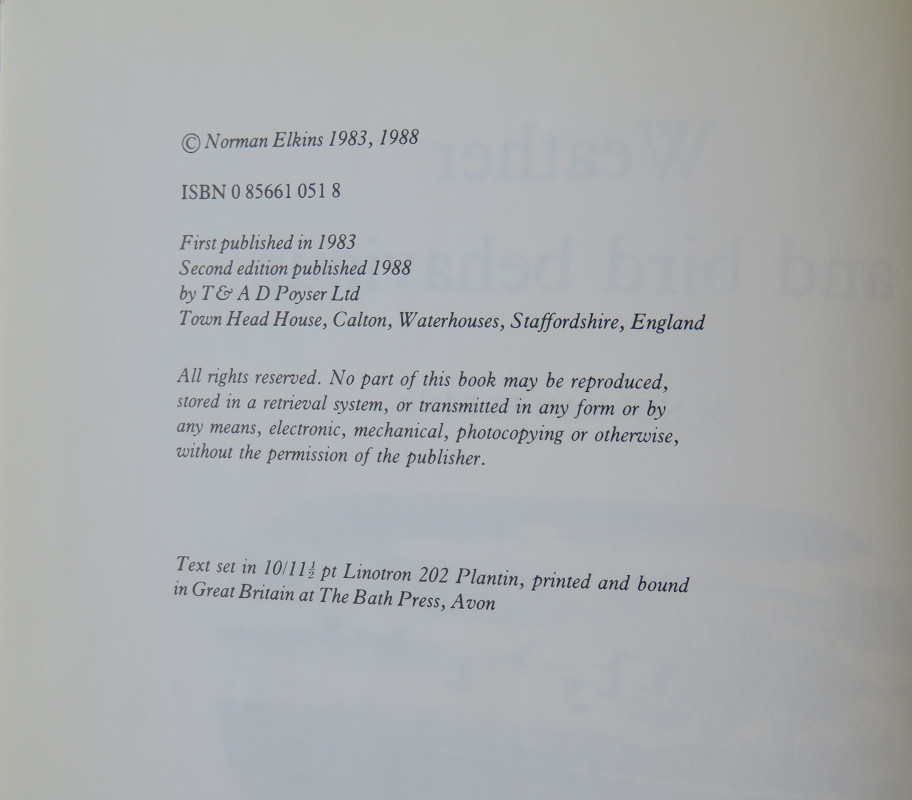 © Norman Elkins 1983, 1988
ISBN 0 85661 051 8
First published in 1983
Second edition published 1988
by T & A D Poyser Ltd
Town Head House, Calton, Waterhouses, Staffordshire, England
All rights reserved. No part of this book may be reproduced,
stored in a retrieval system, or transmitted in any form or by
any means, electronic, mechanical, photocopying or otherwise,
without the permission of the publisher.
Text set in 10/11½ pt Linotron 202 Plantin, printed and bound
in Great Britain at The Bath Press, Avon